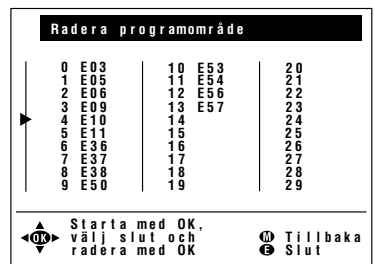 Radera programområde
0 E03 10 E53 20
1 E05 11 E54 21
2 E06 12 E56 22
3 E09 13 E57 23
4 E10 14 24
5 E11 15 25
6 E36 16 26
7 E37 17 27
8 E38 18 28
9 E50 19 29
Starta med OK,
OK välj slut och M Tillbaka
radera med OK E Slut